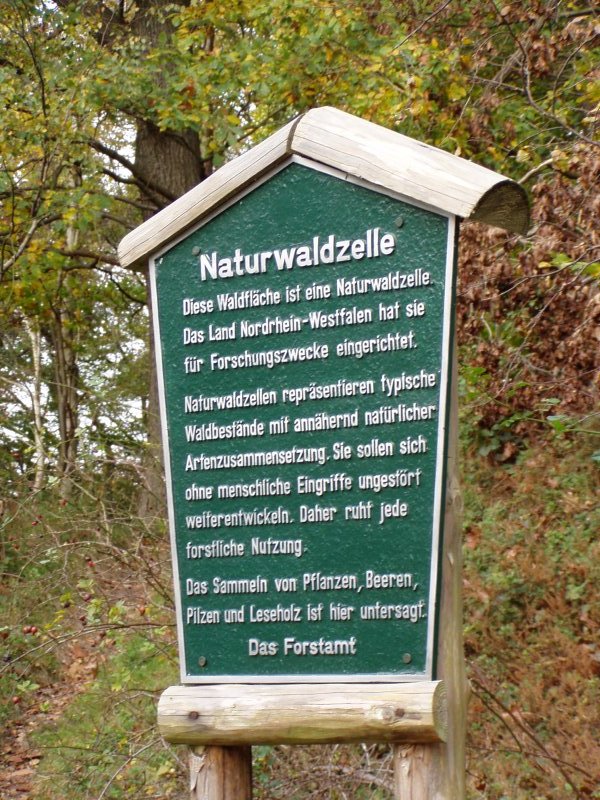 Naturwaldzelle
Diese Waldfläche ist eine Naturwaldzelle.
Das Land Nordrhein-Westfalen hat sie
für Forschungszwecke eingerichtet.
Naturwaldzellen repräsentieren typische
Waldbestände mit annähernd natürlicher
Artenzusammensetzung. Sie sollen sich
ohne menschliche Eingriffe ungestört
weiterentwickeln. Daher ruht jede
forstliche Nutzung.
Das Sammeln von Pflanzen, Beeren,
Pilzen und Leseholz ist hier untersagt.
Das Forstamt